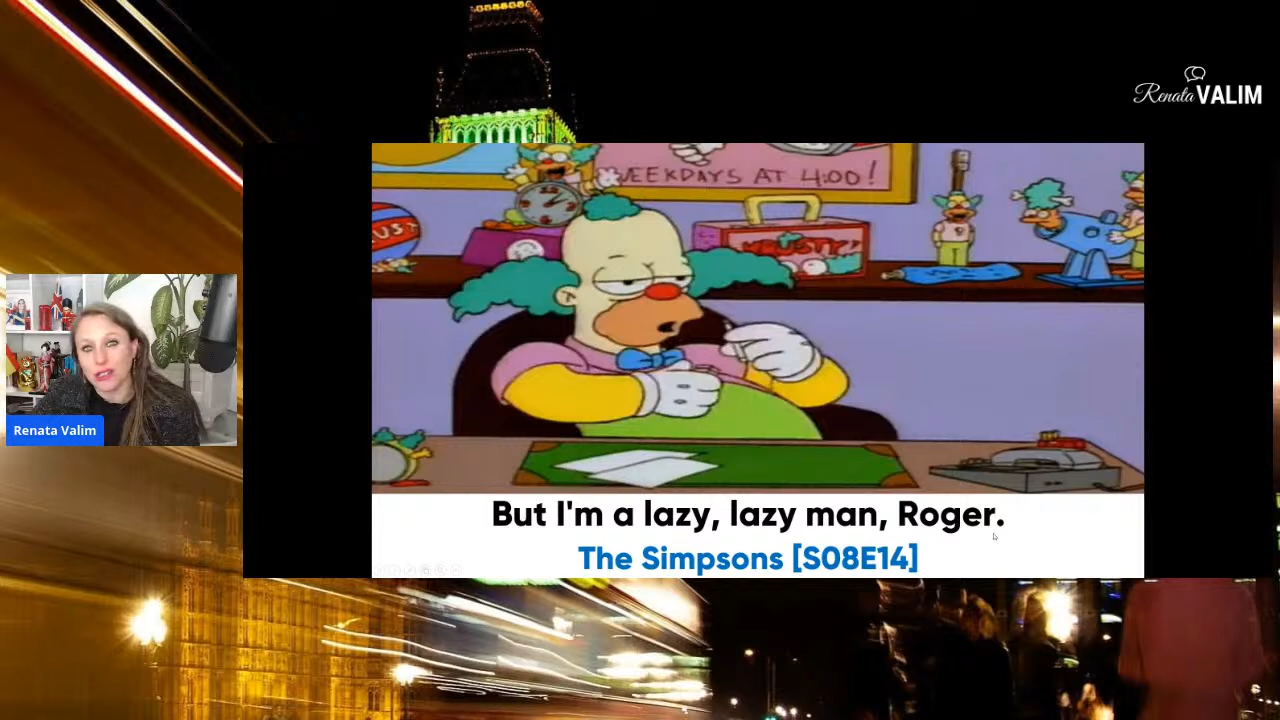 Renata VALIM
WEEKDAYS AT 4:00!
KRUSTY
Renata Valim
But I'm a lazy, lazy man, Roger.
The Simpsons [S08E14]